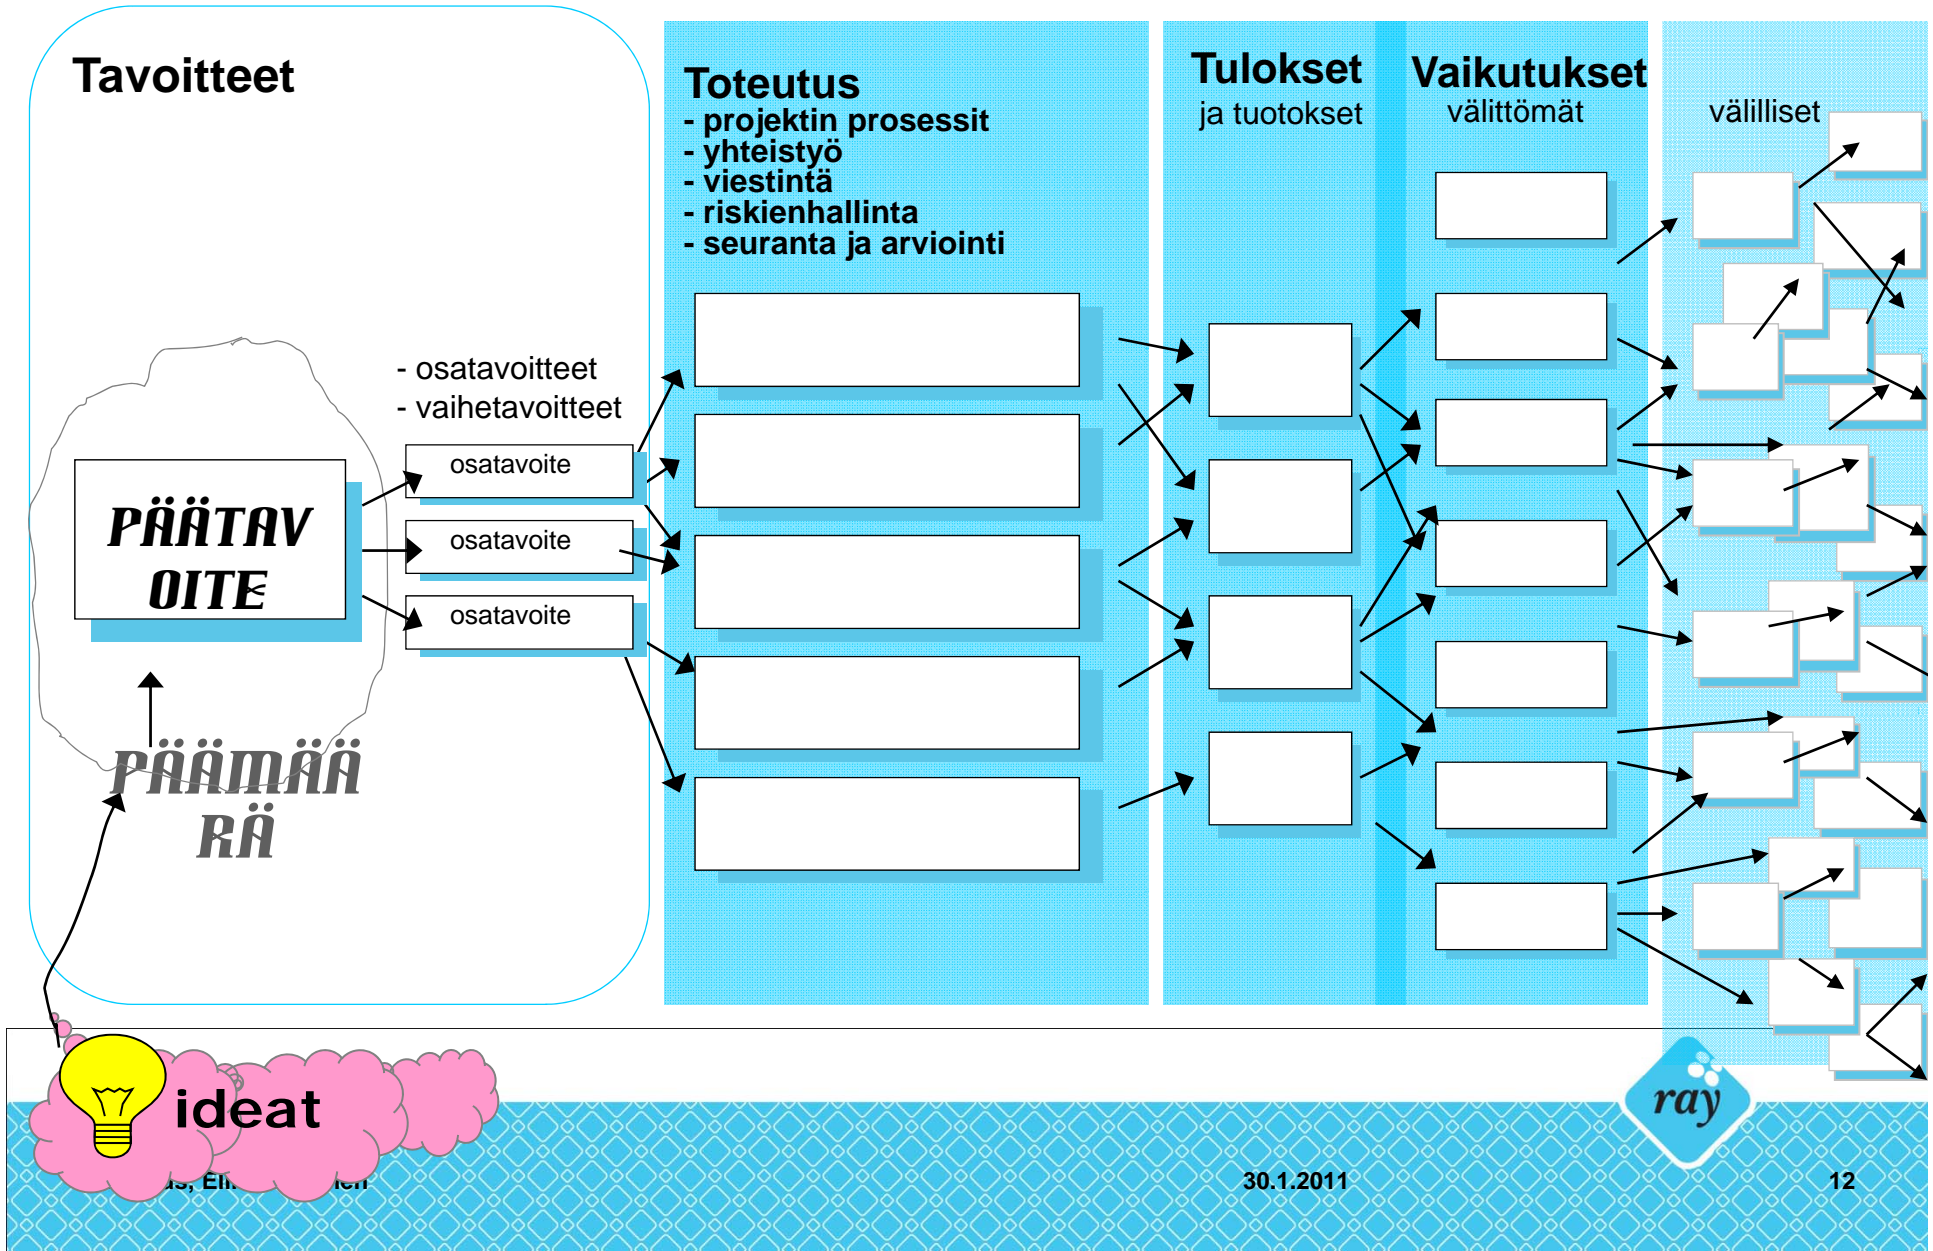 Tavoitteet
Toteutus
- projektin prosessit
- yhteistyö
- viestintä
- riskienhallinta
- seuranta ja arviointi
Tulokset
ja tuotokset
Vaikutukset
välittömät
välilliset
- osatavoitteet
- vaihetavoitteet
osatavoite
osatavoite
osatavoite
PÄÄTAV
OITE
PÄÄMÄÄ
RÄ
ideat
ray
30.1.2011
12